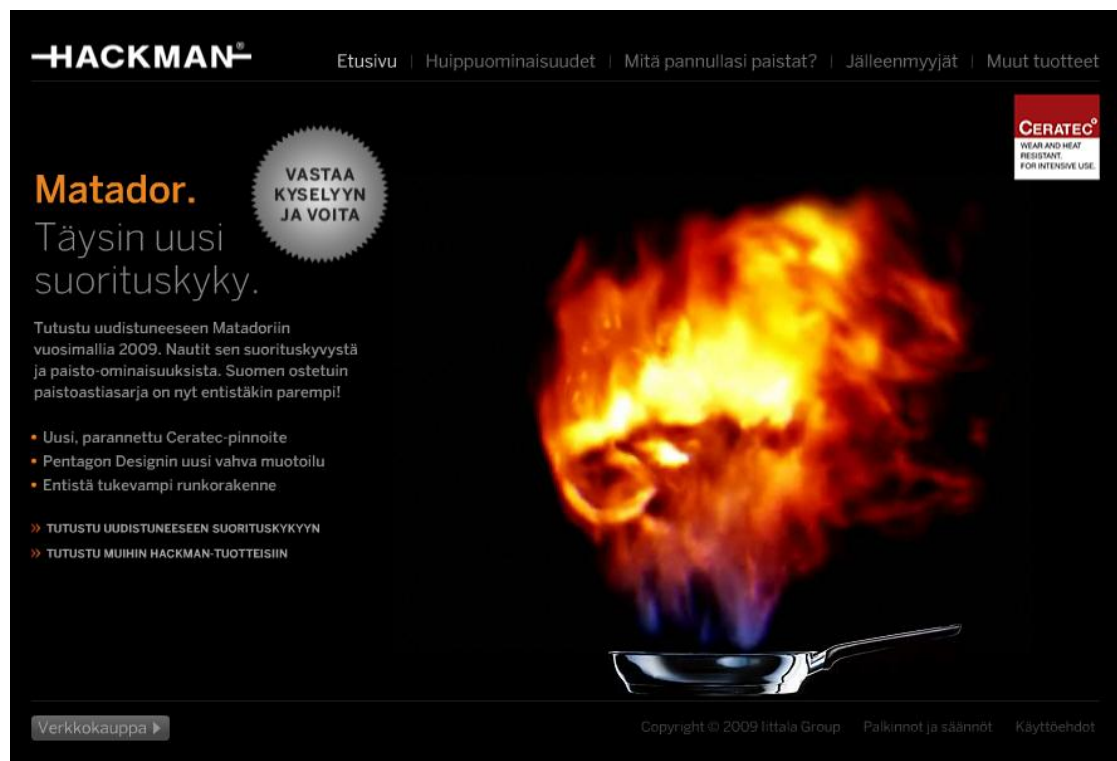 HACKMAN®
Etusivu | Huippuominaisuudet | Mitä pannullasi paistat? | Jälleenmyyjät | Muut tuotteet
CERATEC®
WEAR AND HEAT
RESISTANT.
FOR INTENSIVE USE.
VASTAA
KYSELYYN
JA VOITA
Matador.
Täysin uusi
suorituskyky.
Tutustu uudistuneeseen Matadoriin
vuosimallia 2009. Nautit sen suorituskyvystä
ja paisto-ominaisuuksista. Suomen ostetuin
paistoastiasarja on nyt entistäkin parempi!
• Uusi, parannettu Ceratec-pinnoite
• Pentagon Designin uusi vahva muotoilu
• Entistä tukevampi runkorakenne
» TUTUSTU UUDISTUNEESEEN SUORITUSKYKYYN
» TUTUSTU MUIHIN HACKMAN-TUOTTEISIIN
Verkkokauppa
Copyright © 2009 Iittala Group Palkinnot ja säännöt Käyttöehdot